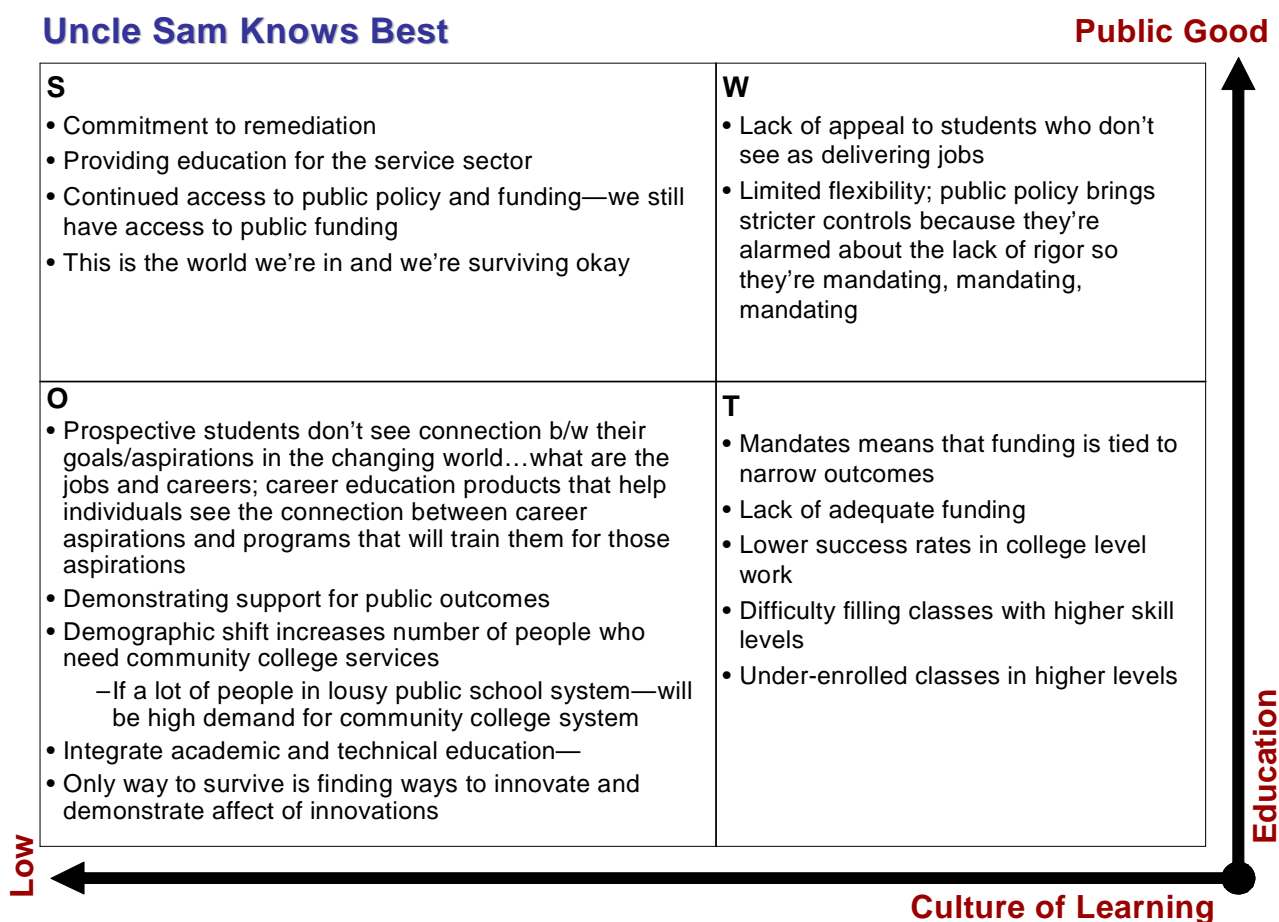 Uncle Sam Knows Best
Public Good
S
• Commitment to remediation
• Providing education for the service sector
• Continued access to public policy and funding—we still
have access to public funding
• This is the world we're in and we're surviving okay
W
• Lack of appeal to students who don't
see as delivering jobs
• Limited flexibility; public policy brings
stricter controls because they're
alarmed about the lack of rigor so
they're mandating, mandating,
mandating
O
• Prospective students don't see connection b/w their
goals/aspirations in the changing world…what are the
jobs and careers; career education products that help
individuals see the connection between career
aspirations and programs that will train them for those
aspirations
• Demonstrating support for public outcomes
• Demographic shift increases number of people who
need community college services
–If a lot of people in lousy public school system—will
be high demand for community college system
• Integrate academic and technical education—
• Only way to survive is finding ways to innovate and
demonstrate affect of innovations
T
• Mandates means that funding is tied to
narrow outcomes
• Lack of adequate funding
• Lower success rates in college level
work
• Difficulty filling classes with higher skill
levels
• Under-enrolled classes in higher levels
Education
Low
Culture of Learning